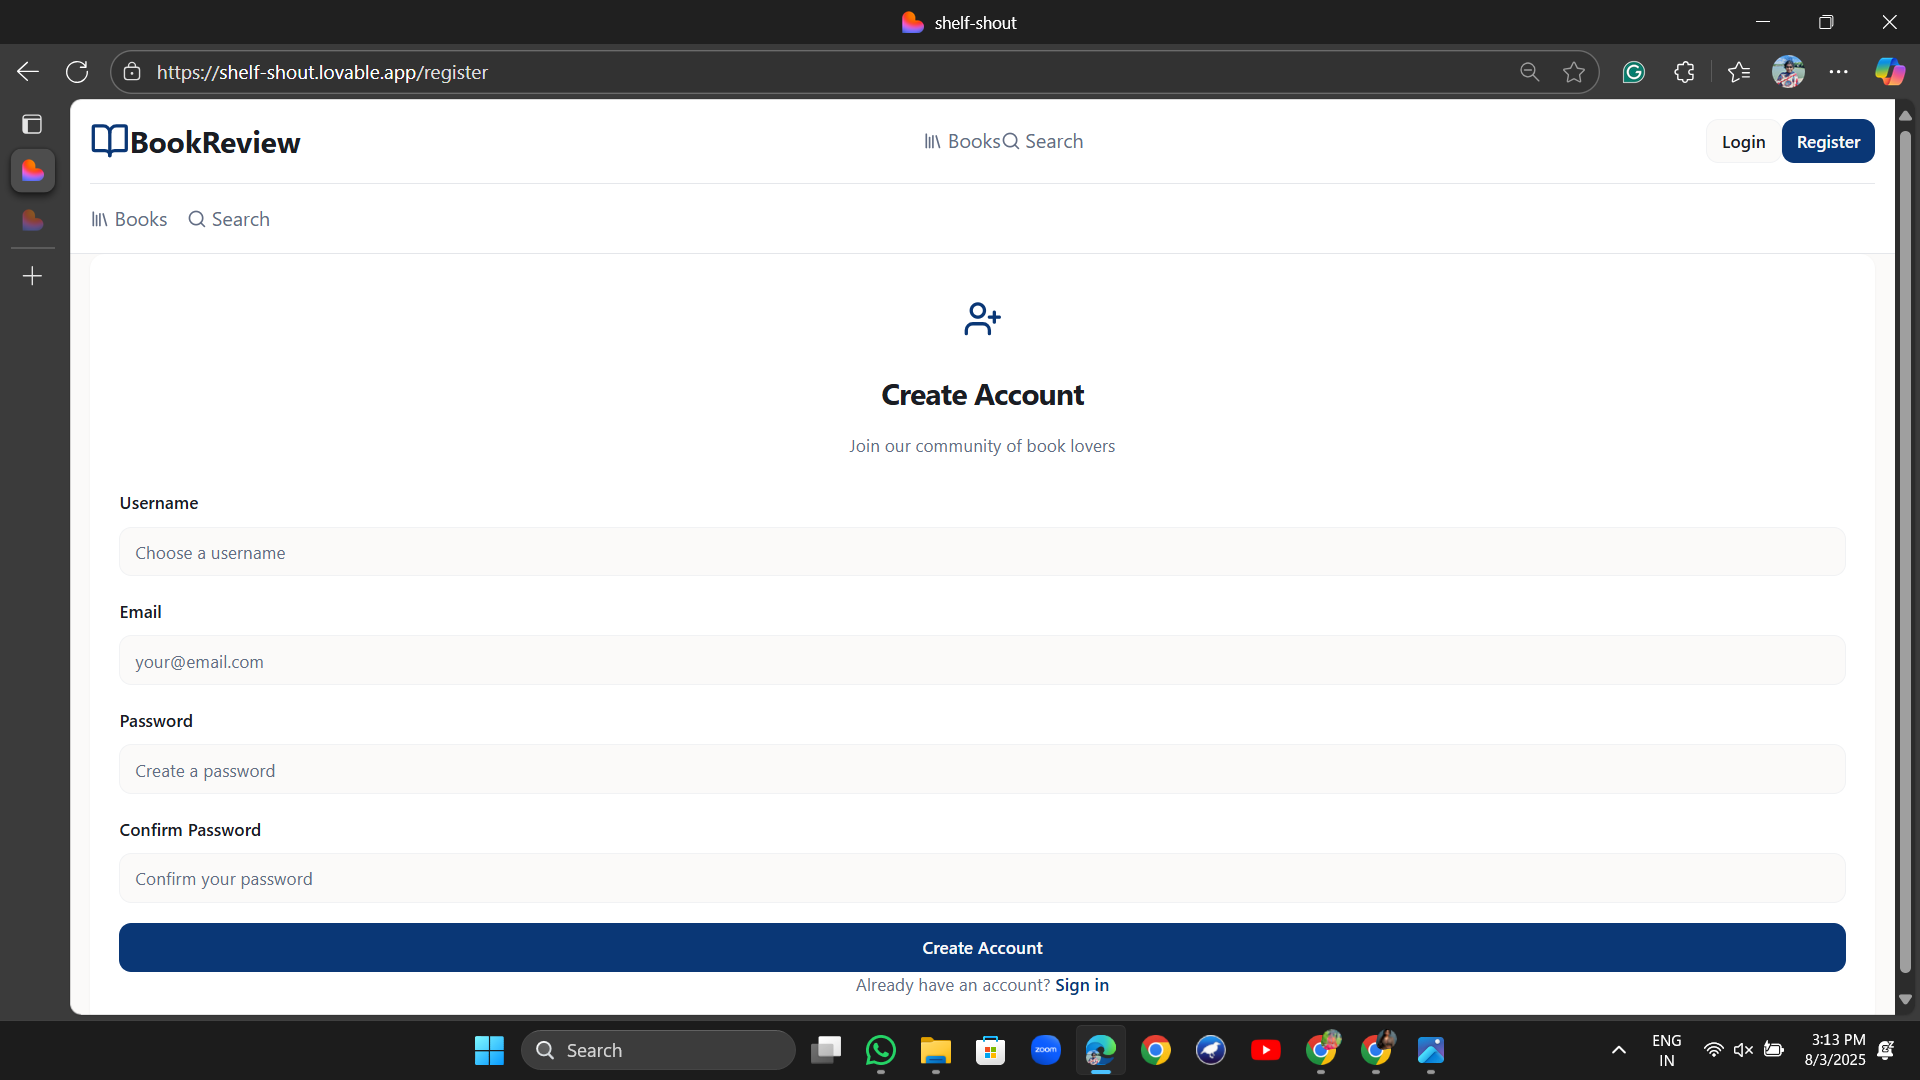 shelf-shout
https://shelf-shout.lovable.app/register
BookReview
Books Search
Login
Register
Books Search
Create Account
Join our community of book lovers
Username
Choose a username
Email
your@email.com
Password
Create a password
Confirm Password
Confirm your password
Create Account
Already have an account? Sign in
Search
zoom
ENG
IN
3:13 PM
8/3/2025